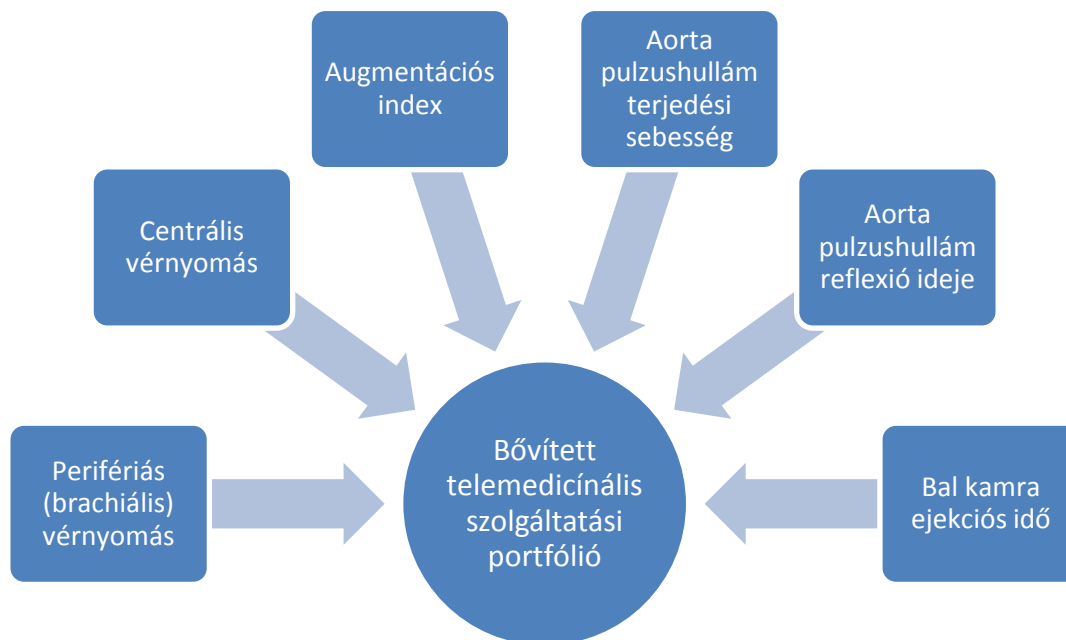 Augmentációs
index
Aorta
pulzushullám
terjedési
sebesség
Centrális
vérnyomás
Aorta
pulzushullám
reflexió ideje
Perifériás
(brachiális)
vérnyomás
Bővített
telemedicínális
szolgáltatási
portfólió
Bal kamra
ejekciós idő